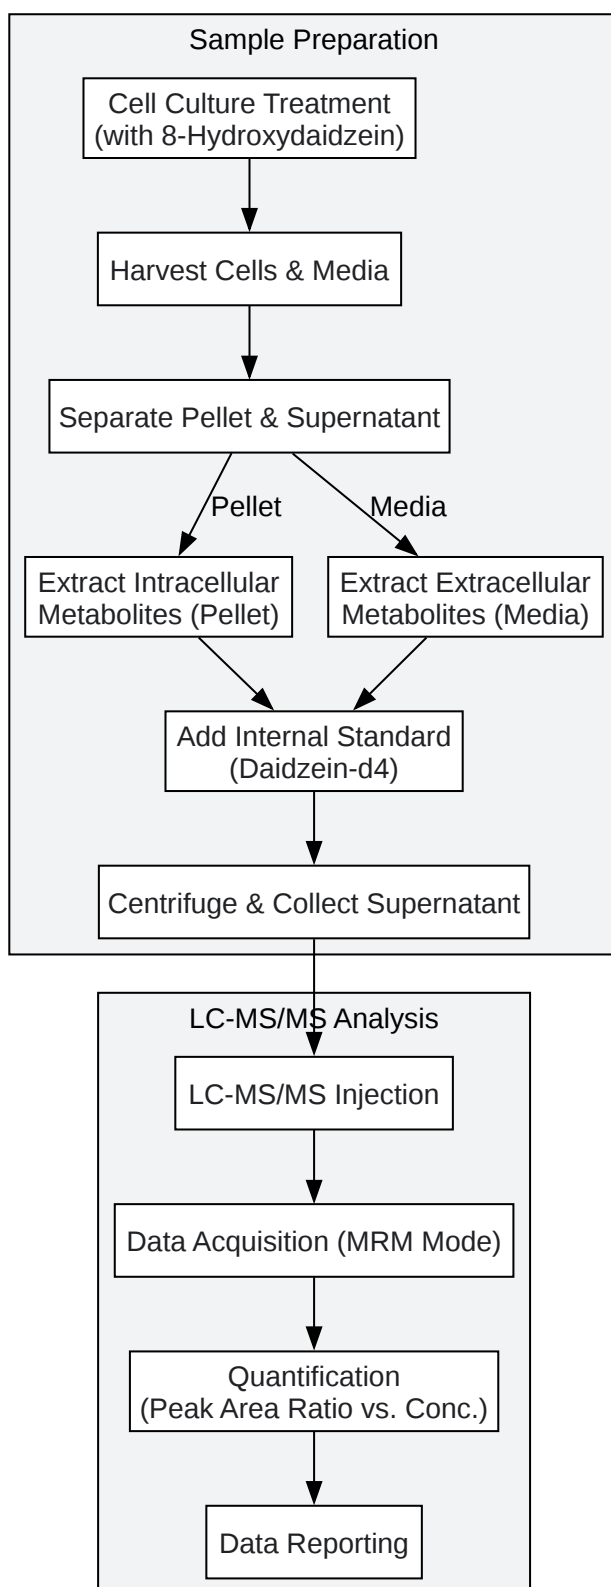 Sample Preparation
Cell Culture Treatment
(with 8-Hydroxydaidzein)
Harvest Cells & Media
Separate Pellet & Supernatant
Pellet
Media
Extract Intracellular
Metabolites (Pellet)
Extract Extracellular
Metabolites (Media)
Add Internal Standard
(Daidzein-d4)
Centrifuge & Collect Supernatant
LC-MS/MS Analysis
LC-MS/MS Injection
Data Acquisition (MRM Mode)
Quantification
(Peak Area Ratio vs. Conc.)
Data Reporting